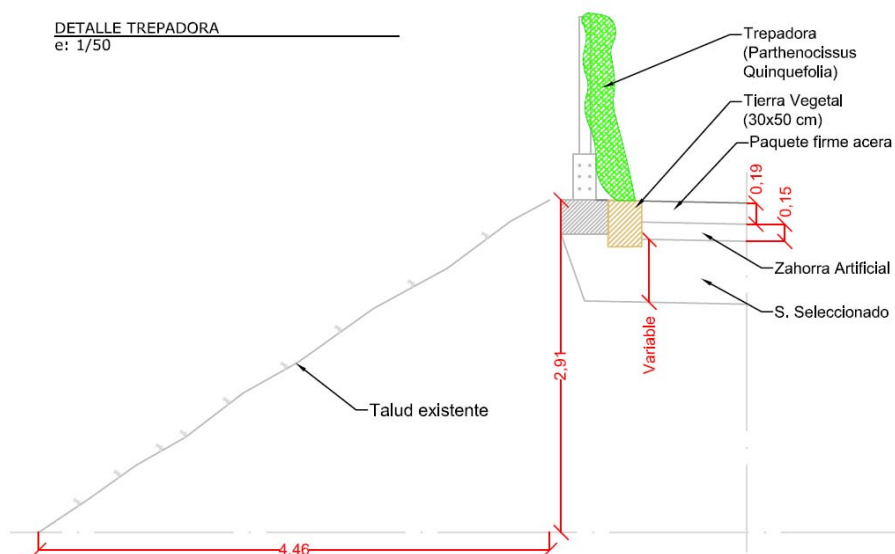 DETALLE TREPADORA
e: 1/50
Trepadora
(Parthenocissus
Quinquefolia)
Tierra Vegetal
(30x50 cm)
Paquete firme acera
0,19
0,15
Zahorra Artificial
S. Seleccionado
Variable
2,91
Talud existente
4,46